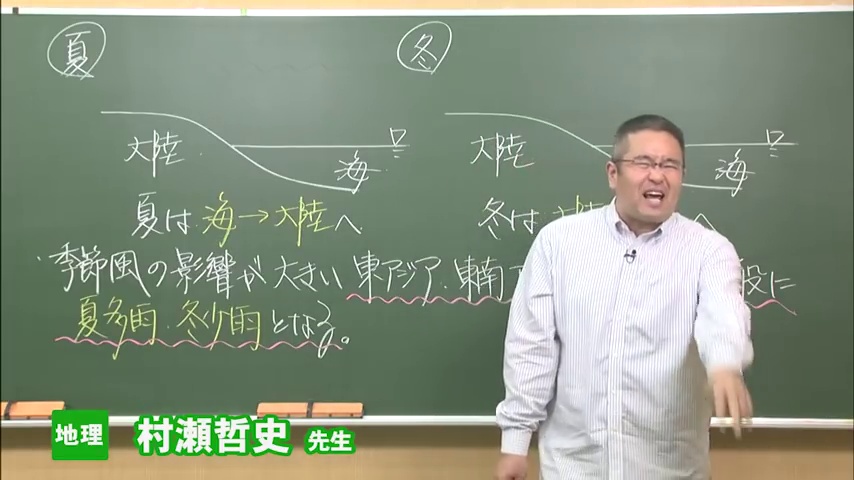 夏
冬
大陸
海
大陸
海
夏は 海→大陸へ
冬は 大陸 へ
・季節風の影響が大きい東アジア・東南ア 般に
夏多雨・冬少雨となる。
地理 村瀬哲史 先生